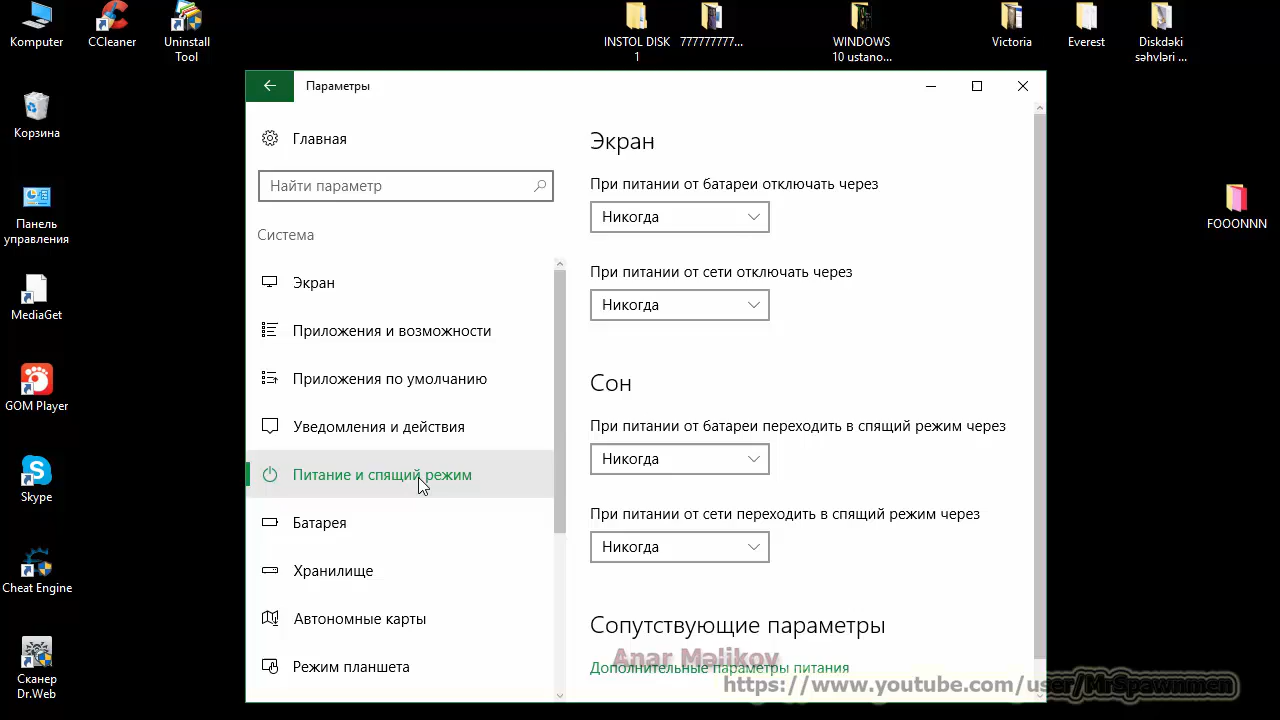 Komputer
CCleaner
Uninstall
Tool
INSTOL DISK
1
777777777...
WINDOWS
10 ustano...
Victoria
Everest
Diskdəki
səhvləri ...
Корзина
Панель
управления
MediaGet
GOM Player
Skype
Cheat Engine
Сканер
Dr.Web
FOOONNN
Параметры
Главная
Найти параметр
Система
Экран
Приложения и возможности
Приложения по умолчанию
Уведомления и действия
Питание и спящий режим
Батарея
Хранилище
Автономные карты
Режим планшета
Экран
При питании от батареи отключать через
Никогда
При питании от сети отключать через
Никогда
Сон
При питании от батареи переходить в спящий режим через
Никогда
При питании от сети переходить в спящий режим через
Никогда
Сопутствующие параметры
Дополнительные параметры питания
Anar Məlikov
https://www.youtube.com/user/MrSpawnmen